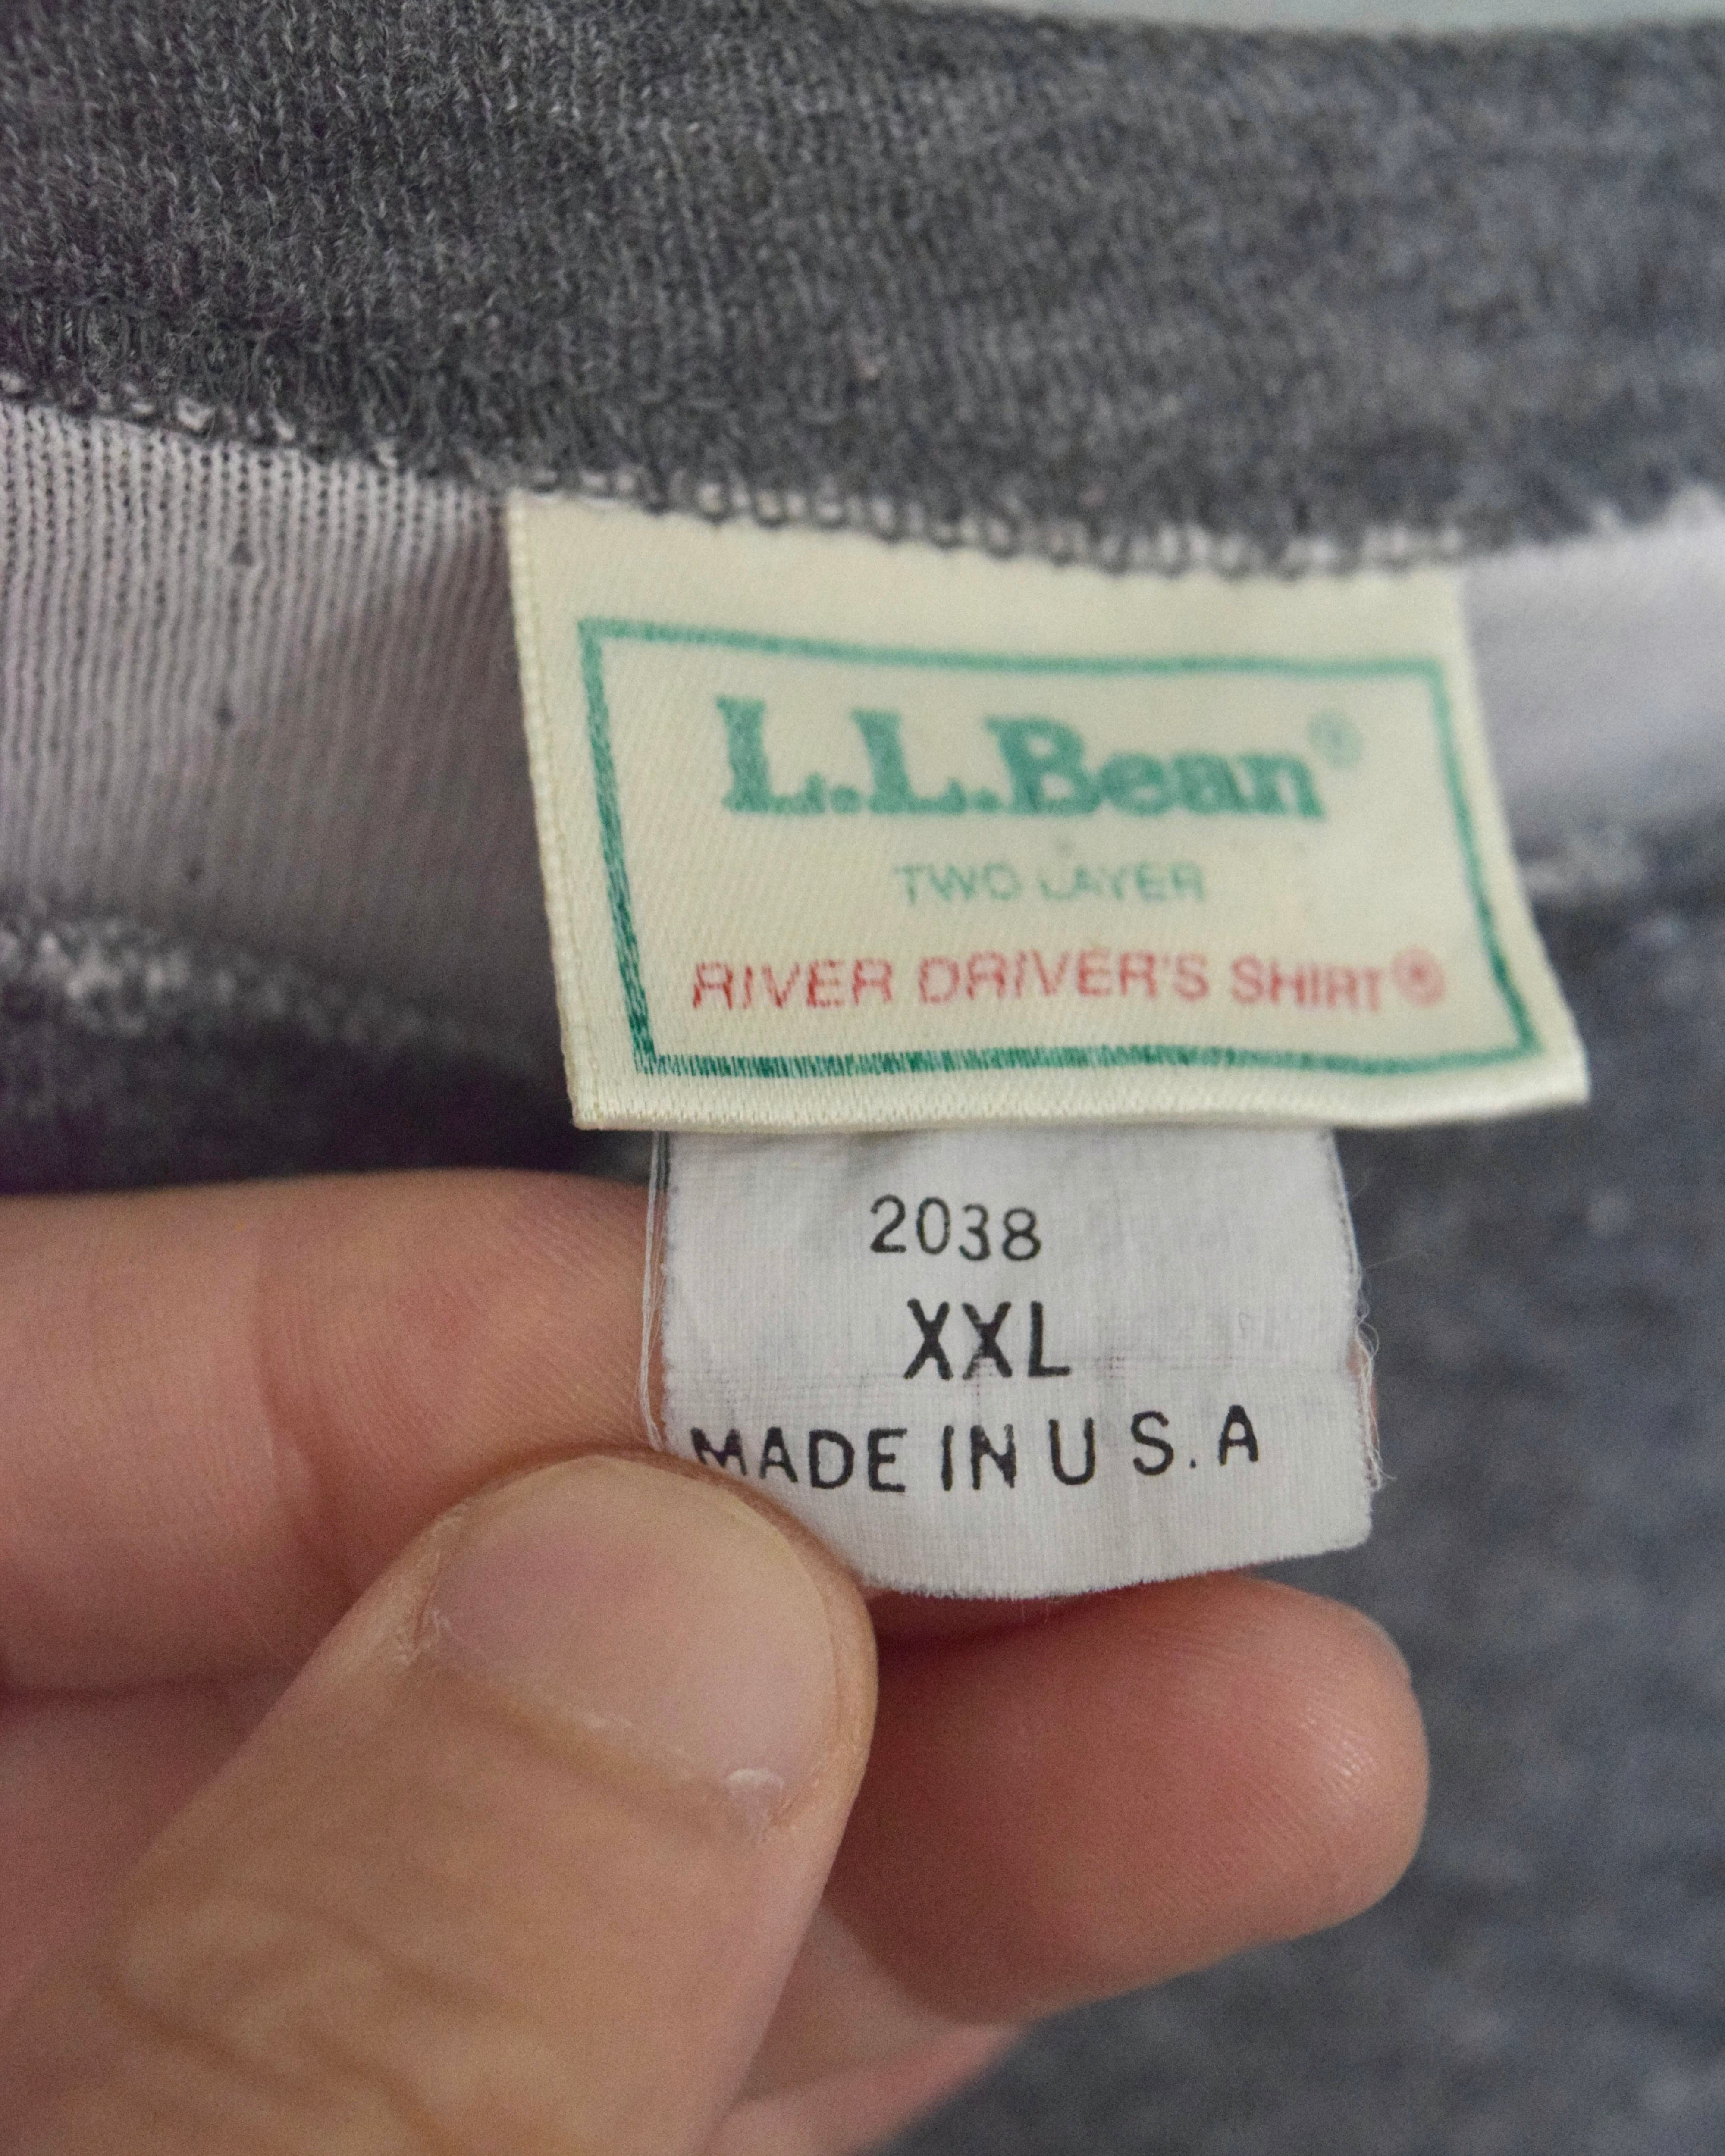 L.L.Bean®
TWO LAYER
RIVER DRIVER'S SHIRT®
2038
XXL
MADE IN U S. A